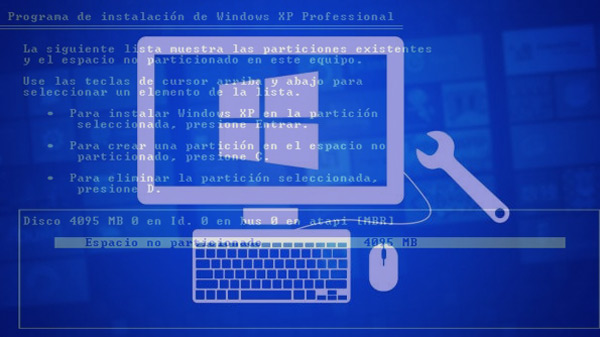 Programa de instalación de Windows XP Professional
La siguiente lista muestra las particiones existentes
y el espacio no particionado en este equipo.
Use las teclas de cursor arriba y abajo para
seleccionar un elemento de la lista.
• Para instalar Windows XP en la partición
seleccionada, presione Entrar.
• Para crear una partición en el espacio no
particionado, presione C.
• Para eliminar la partición seleccionada,
presione D.
Disco 4095 MB 0 en Id. 0 en bus 0 en atapi [MBR]
Espacio no particionado 4095 MB